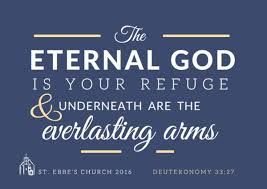 The
ETERNAL GOD
IS YOUR REFUGE
& UNDERNEATH ARE THE
everlasting arms
ST. EBBE'S CHURCH 2016 DEUTERONOMY 33:27